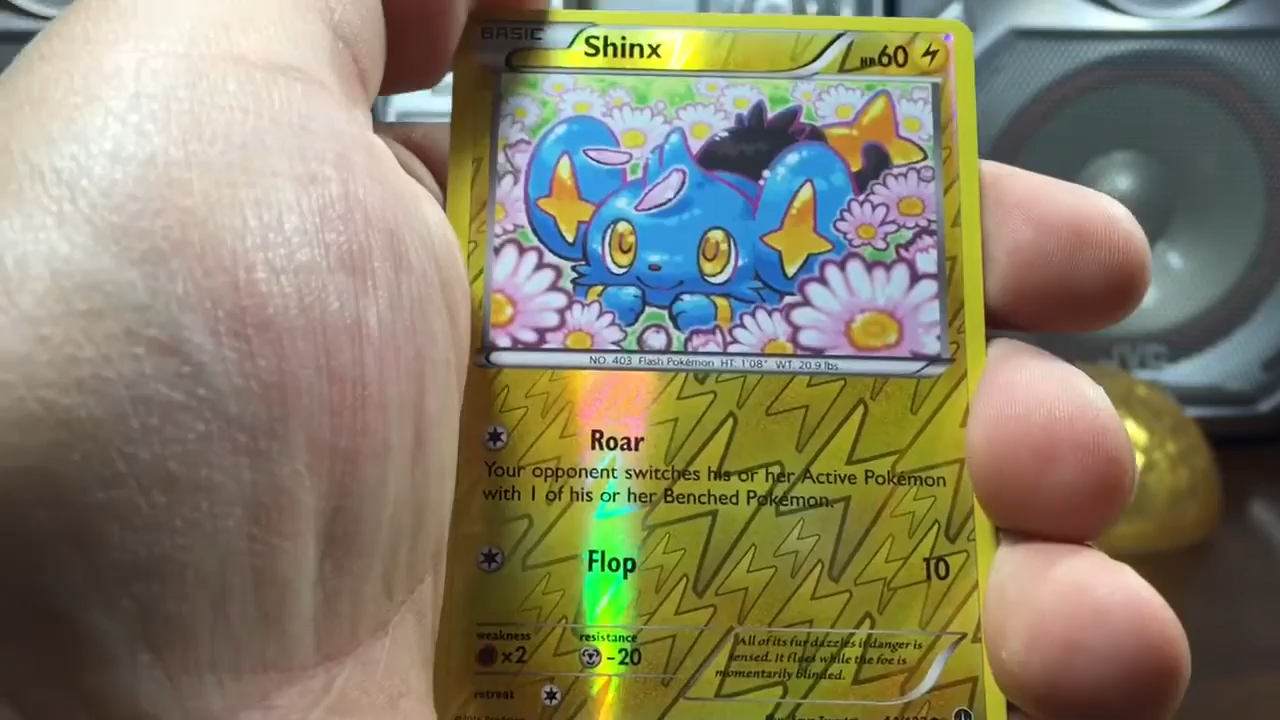 BASIC
Shinx
HP60
NO. 403 Flash Pokémon HT: 1'08" WT: 20.9 lbs.
Roar
Your opponent switches his or her Active Pokémon
with 1 of his or her Benched Pokémon.
Flop 10
weakness
×2
resistance
-20
All of its fur dazzles if danger is
sensed. It flees while the foe is
momentarily blinded.
retreat
JVC